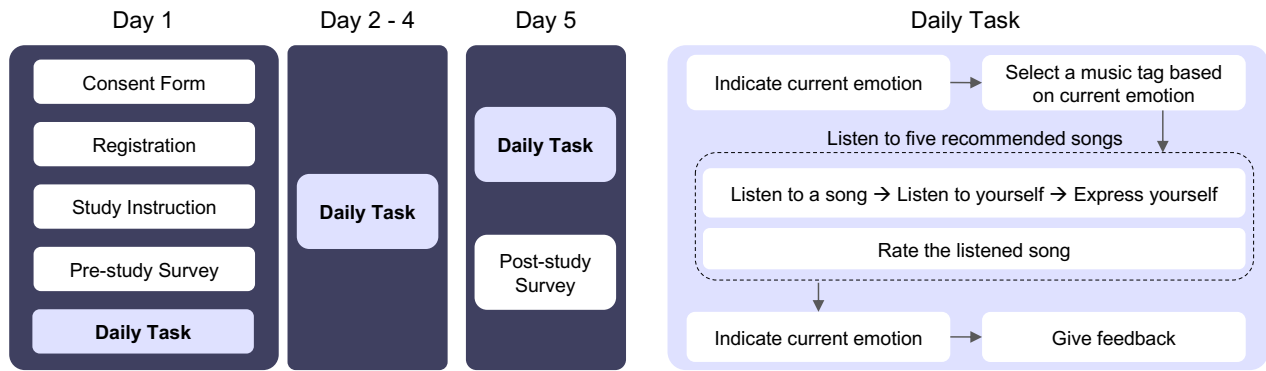 Day 1
Consent Form
Registration
Study Instruction
Pre-study Survey
Daily Task
Day 2 - 4
Daily Task
Day 5
Daily Task
Post-study
Survey
Daily Task
Indicate current emotion
Select a music tag based
on current emotion
Listen to five recommended songs
Listen to a song → Listen to yourself → Express yourself
Rate the listened song
Indicate current emotion
Give feedback